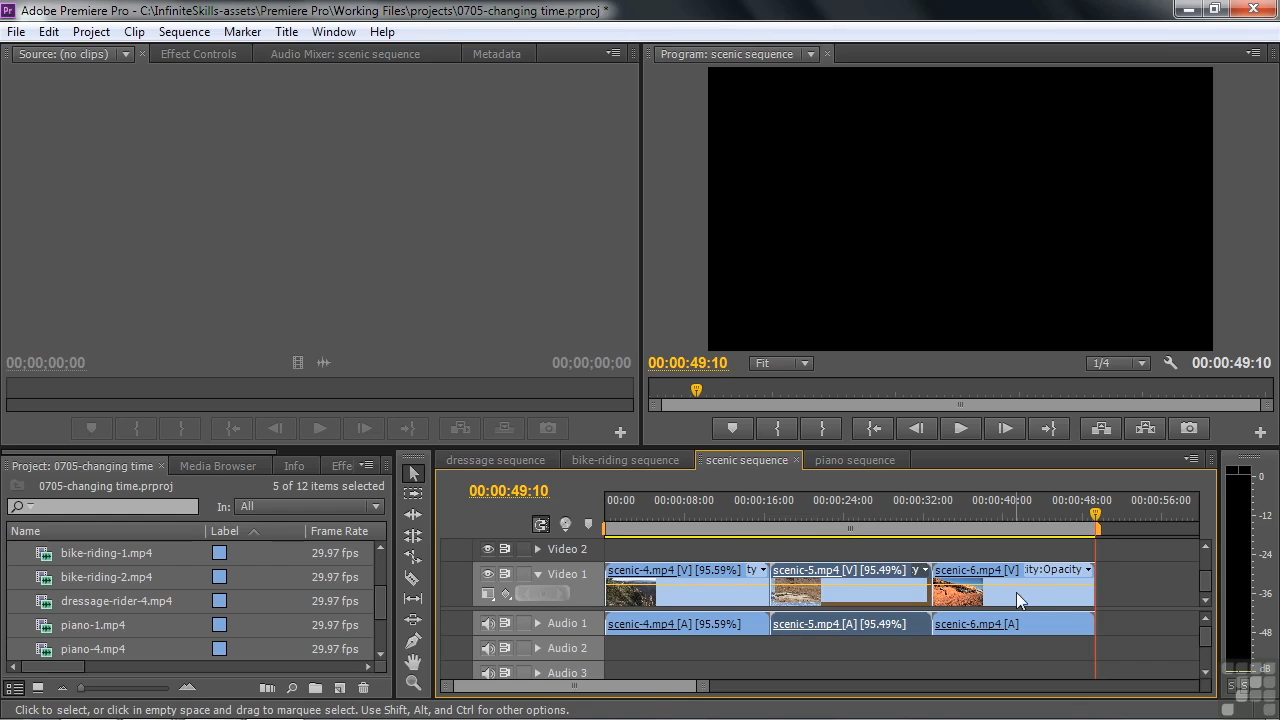 Adobe Premiere Pro - C:\InfiniteSkills-assets\Premiere Pro\Working Files\projects\0705-changing time.prproj *
File Edit Project Clip Sequence Marker Title Window Help
Source: (no clips) Effect Controls Audio Mixer: scenic sequence Metadata
Program: scenic sequence
00;00;00;00 00;00;00;00
00:00:49:10 Fit 1/4 00:00:49:10
Project: 0705-changing time Media Browser Info Effe
0705-changing time.prproj 5 of 12 items selected
In: All
Name Label Frame Rate
bike-riding-1.mp4 29.97 fps
bike-riding-2.mp4 29.97 fps
dressage-rider-4.mp4 29.97 fps
piano-1.mp4 29.97 fps
piano-4.mp4 29.97 fps
dressage sequence bike-riding sequence scenic sequence piano sequence
00:00:49:10
00:00 00:00:08:00 00:00:16:00 00:00:24:00 00:00:32:00 00:00:40:00 00:00:48:00 00:00:56:00
Video 2
Video 1 scenic-4.mp4 [V] [95.59%] ty scenic-5.mp4 [V] [95.49%] y scenic-6.mp4 [V] ity:Opacity
Audio 1 scenic-4.mp4 [A] [95.59%] scenic-5.mp4 [A] [95.49%] scenic-6.mp4 [A]
Audio 2
Audio 3
0
-12
-24
-36
-48
dB
S S
Click to select, or click in empty space and drag to marquee select. Use Shift, Alt, and Ctrl for other options.